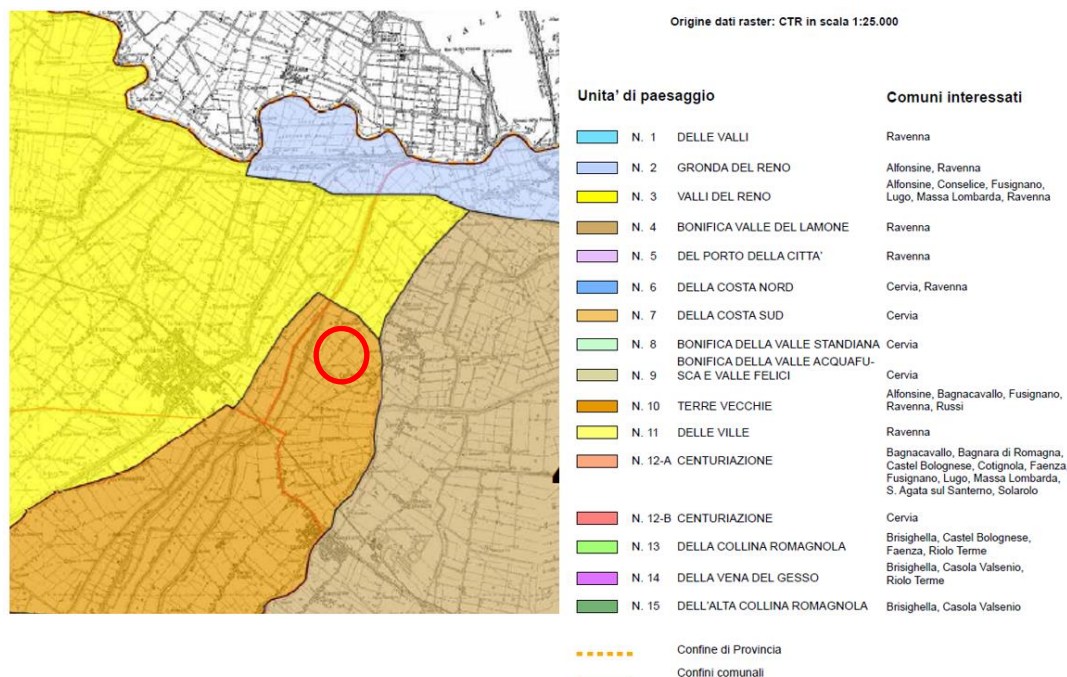 Origine dati raster: CTR in scala 1:25.000
Unita' di paesaggio Comuni interessati
N. 1 DELLE VALLI Ravenna
N. 2 GRONDA DEL RENO Alfonsine, Ravenna
N. 3 VALLI DEL RENO Alfonsine, Conselice, Fusignano,
Lugo, Massa Lombarda, Ravenna
N. 4 BONIFICA VALLE DEL LAMONE Ravenna
N. 5 DEL PORTO DELLA CITTA' Ravenna
N. 6 DELLA COSTA NORD Cervia, Ravenna
N. 7 DELLA COSTA SUD Cervia
N. 8 BONIFICA DELLA VALLE STANDIANA Cervia
BONIFICA DELLA VALLE ACQUAFU-
N. 9 SCA E VALLE FELICI Cervia
N. 10 TERRE VECCHIE Alfonsine, Bagnacavallo, Fusignano,
Ravenna, Russi
N. 11 DELLE VILLE Ravenna
N. 12-A CENTURIAZIONE Bagnacavallo, Bagnara di Romagna,
Castel Bolognese, Cotignola, Faenza
Fusignano, Lugo, Massa Lombarda,
S. Agata sul Santerno, Solarolo
N. 12-B CENTURIAZIONE Cervia
N. 13 DELLA COLLINA ROMAGNOLA Brisighella, Castel Bolognese,
Faenza, Riolo Terme
N. 14 DELLA VENA DEL GESSO Brisighella, Casola Valsenio,
Riolo Terme
N. 15 DELL'ALTA COLLINA ROMAGNOLA Brisighella, Casola Valsenio
Confine di Provincia
Confini comunali